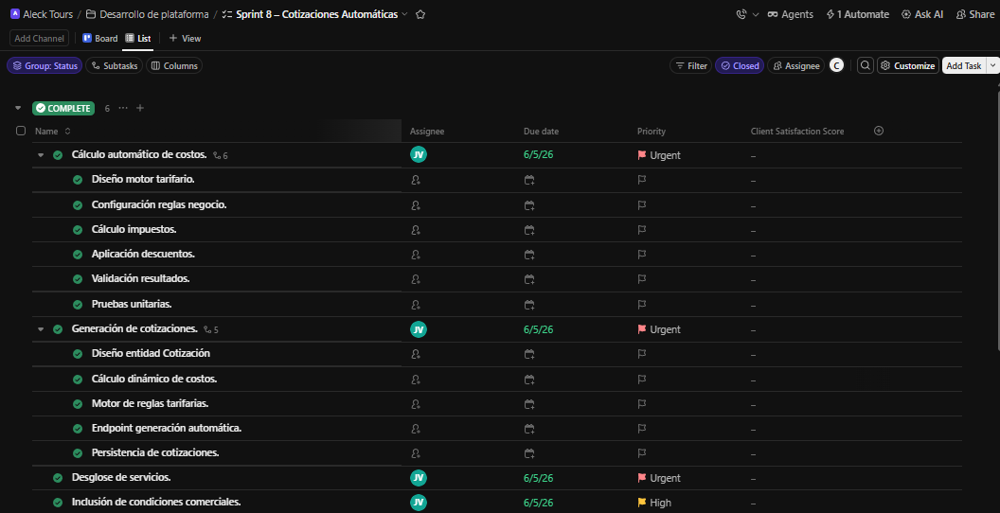 A Aleck Tours / Desarrollo de plataforma / Sprint 8 – Cotizaciones Automáticas Agents 1 Automate Ask AI Share
Add Channel Board List + View
Group: Status Subtasks Columns Filter Closed Assignee C Customize Add Task
COMPLETE 6 ... +
Name Assignee Due date Priority Client Satisfaction Score
Cálculo automático de costos. 6 JV 6/5/26 Urgent –
Diseño motor tarifario. –
Configuración reglas negocio. –
Cálculo impuestos. –
Aplicación descuentos. –
Validación resultados. –
Pruebas unitarias. –
Generación de cotizaciones. 5 JV 6/5/26 Urgent –
Diseño entidad Cotización –
Cálculo dinámico de costos. –
Motor de reglas tarifarias. –
Endpoint generación automática. –
Persistencia de cotizaciones. –
Desglose de servicios. JV 6/5/26 Urgent –
Inclusión de condiciones comerciales. JV 6/5/26 High –